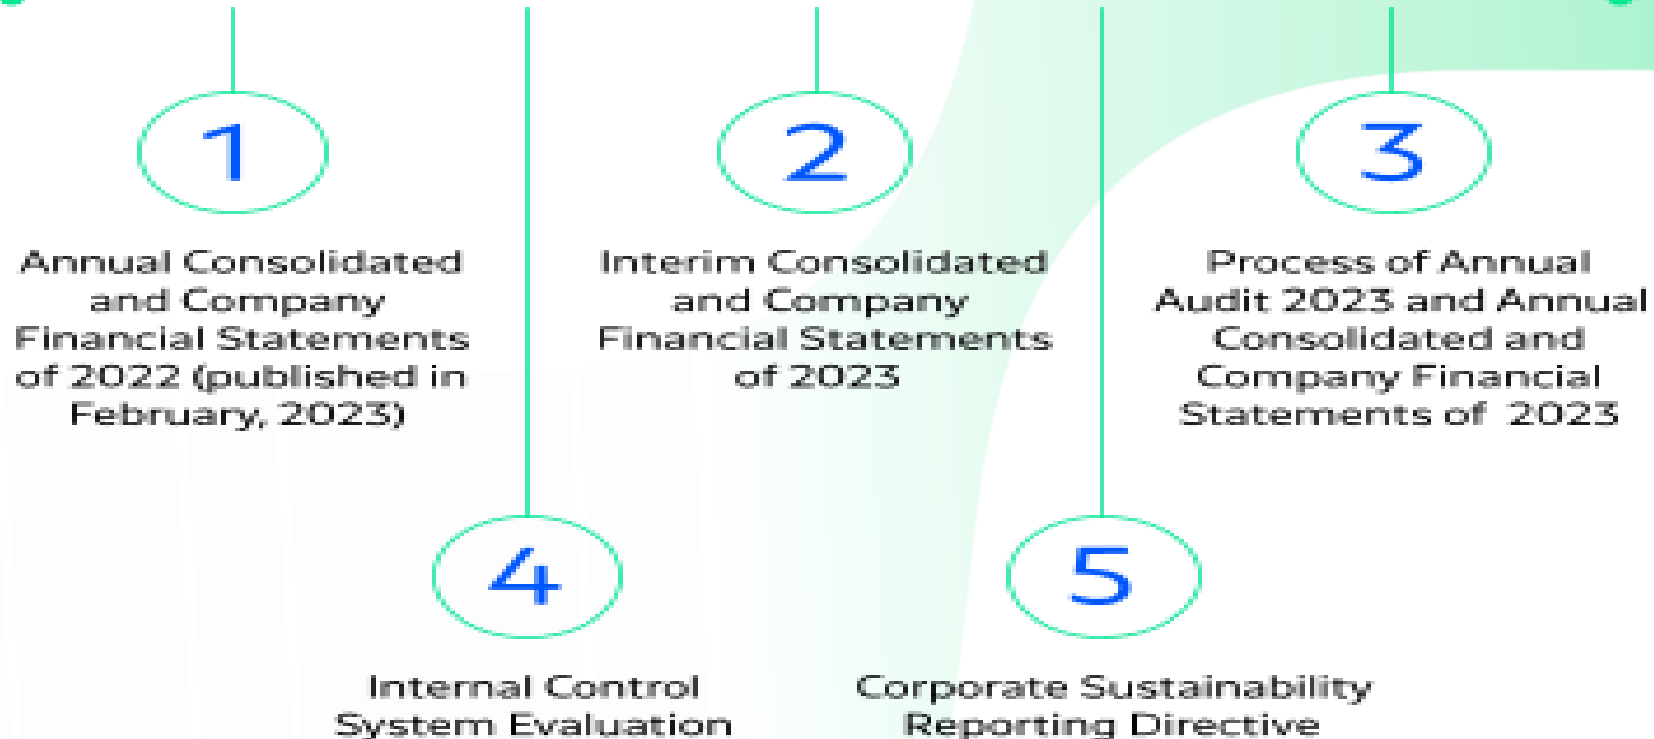 1
Annual Consolidated
and Company
Financial Statements
of 2022 (published in
February, 2023)
2
Interim Consolidated
and Company
Financial Statements
of 2023
3
Process of Annual
Audit 2023 and Annual
Consolidated and
Company Financial
Statements of 2023
4
Internal Control
System Evaluation
5
Corporate Sustainability
Reporting Directive